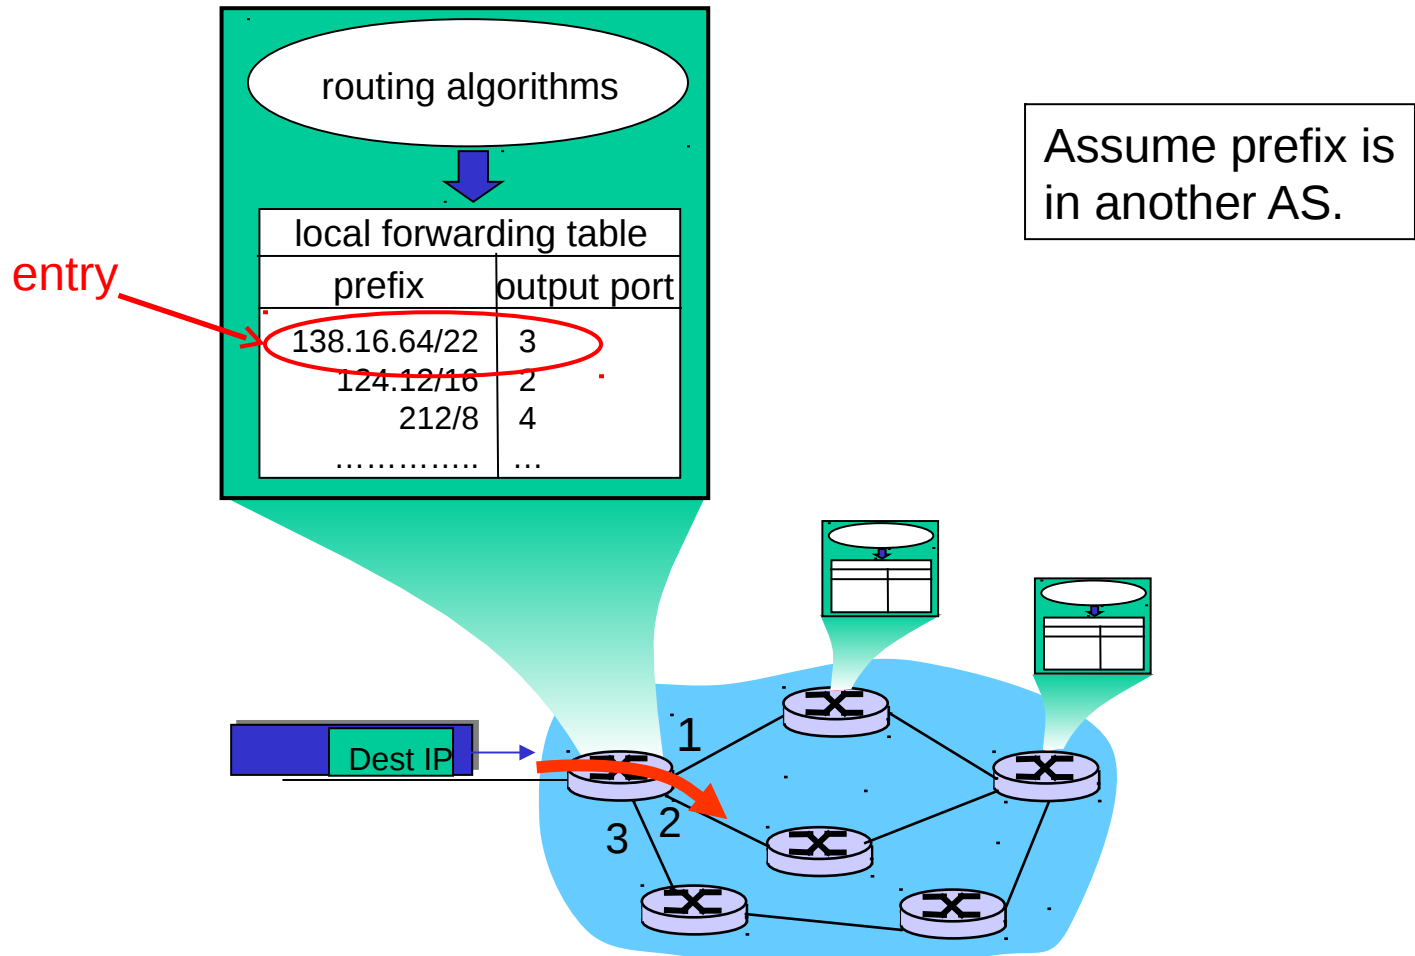 routing algorithms
Assume prefix is
in another AS.
local forwarding table
entry
prefix output port
138.16.64/22 3
124.12/16 2
212/8 4
………….. …
1
Dest IP
2
3